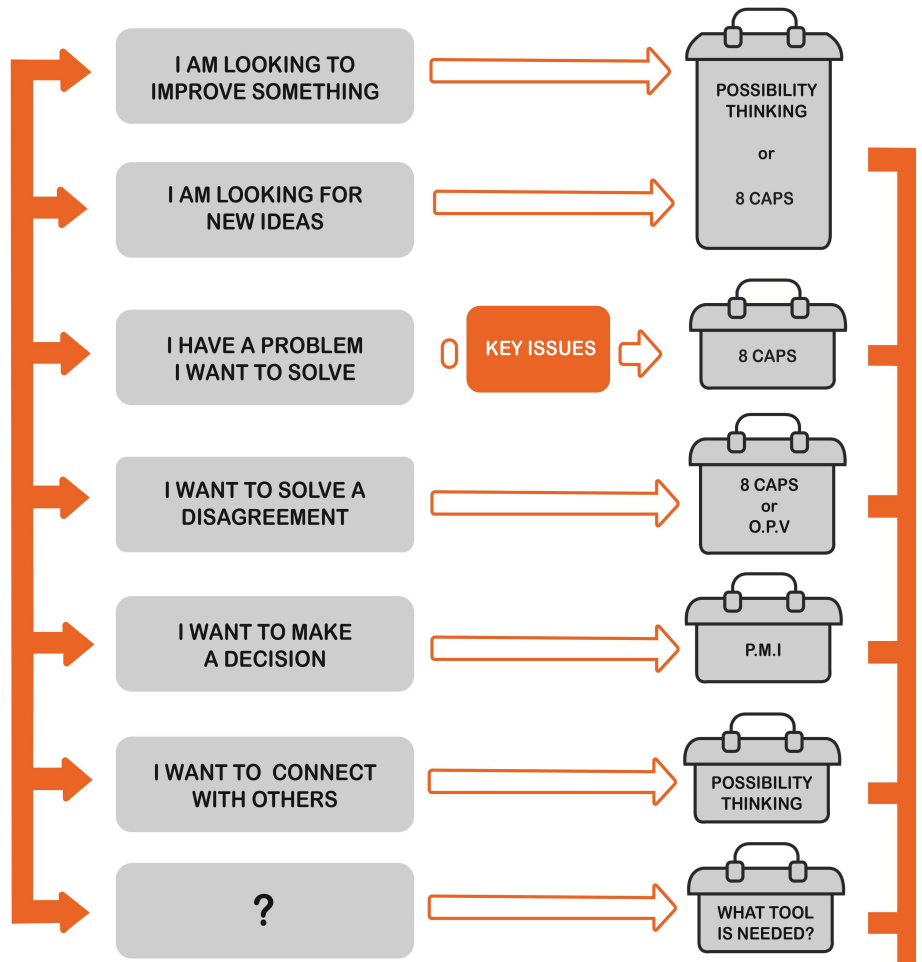 I AM LOOKING TO
IMPROVE SOMETHING
POSSIBILITY
THINKING
or
8 CAPS
I AM LOOKING FOR
NEW IDEAS
I HAVE A PROBLEM
I WANT TO SOLVE
KEY ISSUES
8 CAPS
I WANT TO SOLVE A
DISAGREEMENT
8 CAPS
or
O.P.V
I WANT TO MAKE
A DECISION
P.M.I
I WANT TO CONNECT
WITH OTHERS
POSSIBILITY
THINKING
?
WHAT TOOL
IS NEEDED?